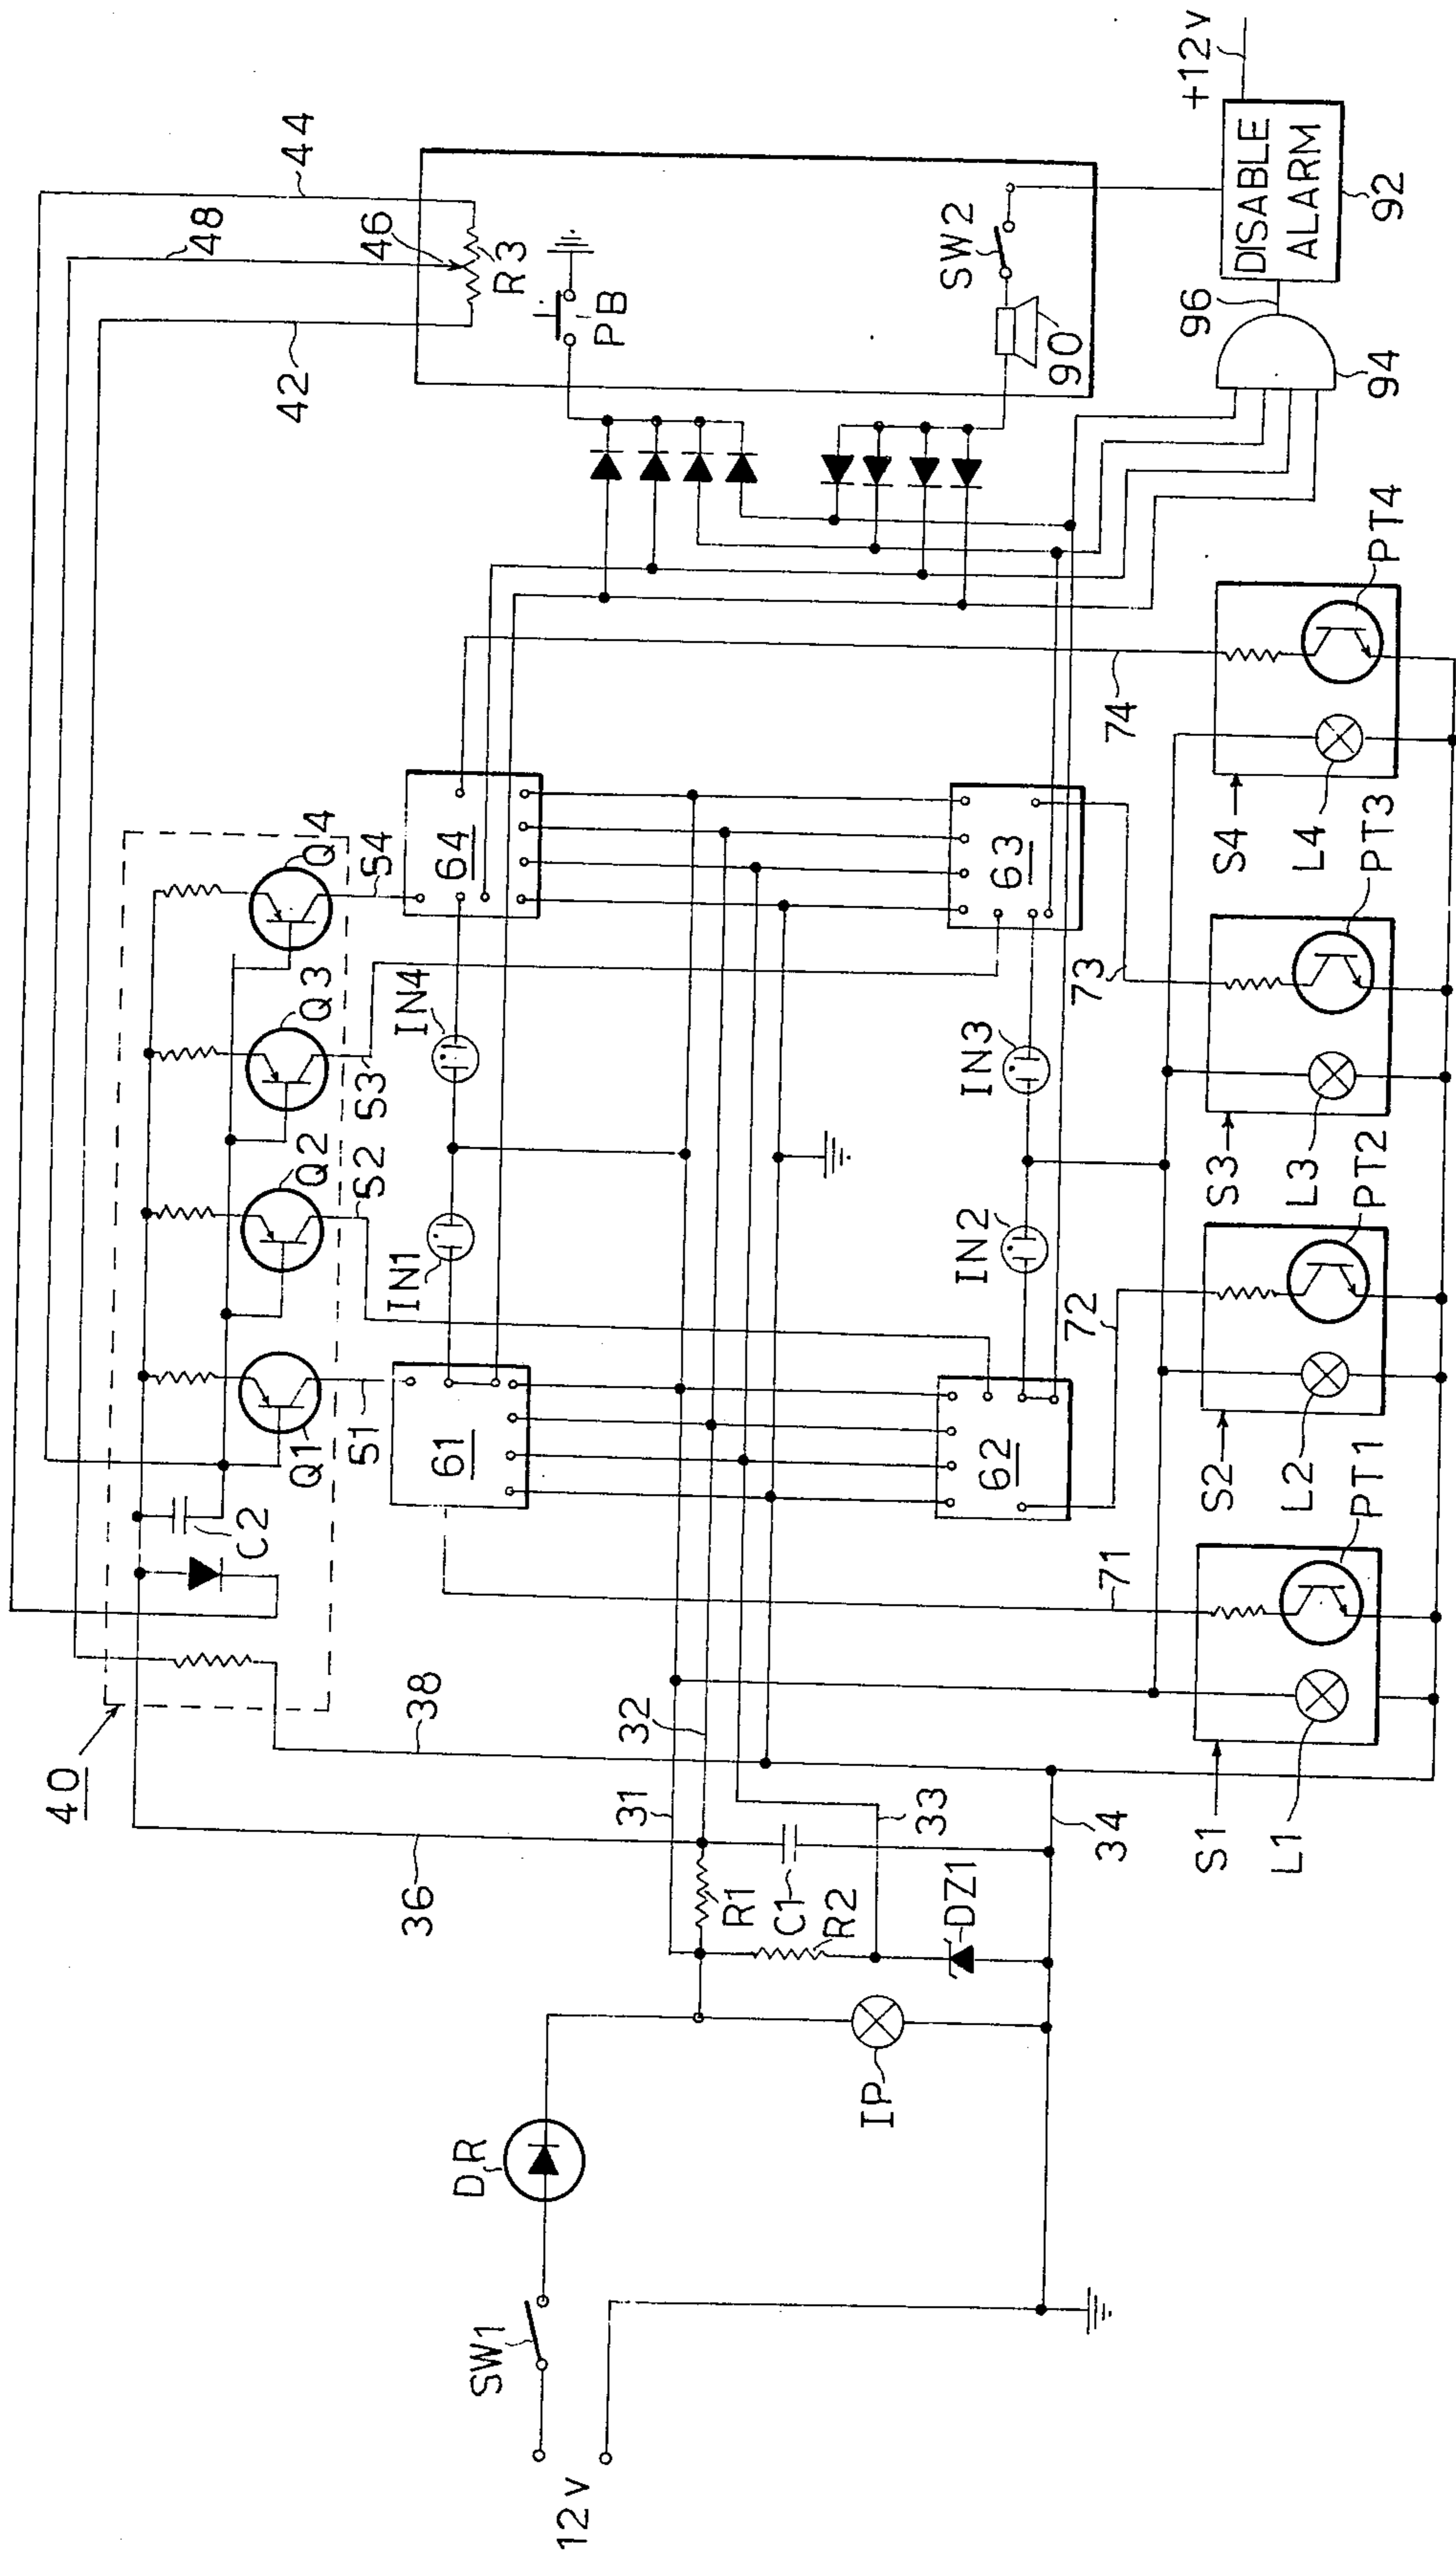 40
38
36
44
48
46
42
R3
PB
SW2
90
C2
Q1
Q2
Q3
Q4
51
52
53
54
IN1
IN4
61
64
62
63
IN2
IN3
12v
SW1
DR
IP
31
32
33
34
R1
C1
R2
DZ1
71
72
73
74
+12v
DISABLE
ALARM
92
96
94
S1
L1
PT1
S2
L2
PT2
S3
L3
PT3
S4
L4
PT4